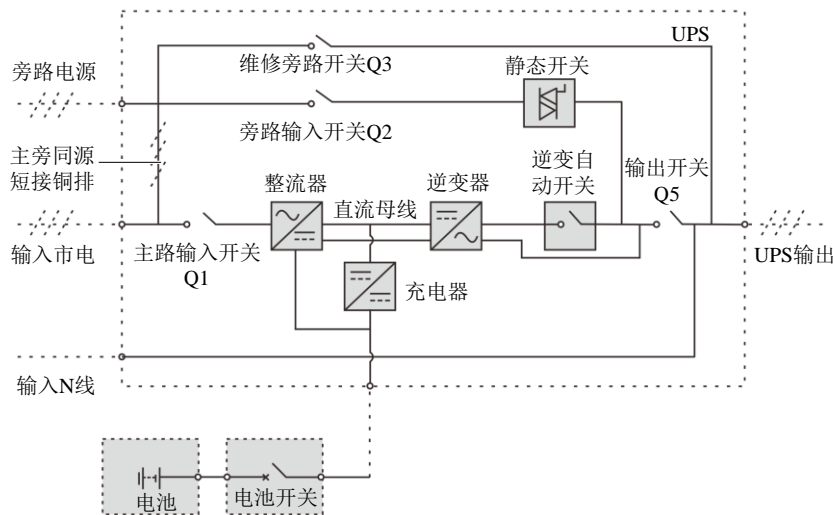 UPS
维修旁路开关Q3
旁路电源
静态开关
旁路输入开关Q2
主旁同源
短接铜排
整流器
直流母线
逆变器
逆变自
动开关
输出开关
Q5
输入市电
主路输入开关
Q1
充电器
UPS输出
输入N线
电池
电池开关